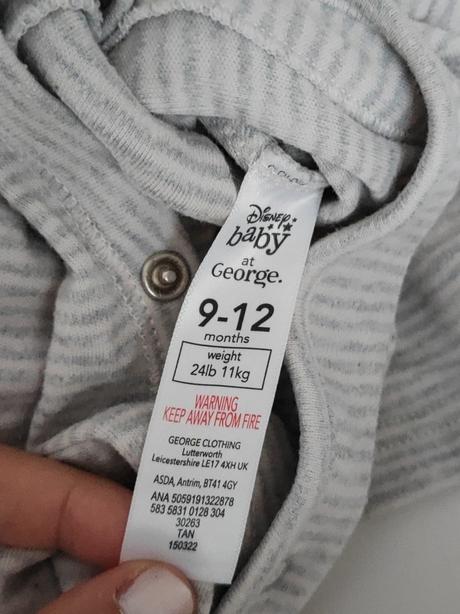 Disney
baby
at
George.
9-12
months
weight
24lb 11kg
WARNING
KEEP AWAY FROM FIRE
GEORGE CLOTHING
Lutterworth
Leicestershire LE17 4XH UK
ASDA, Antrim, BT41 4GY
ANA 5059191322878
583 5831 0128 304
30263
TAN
150322